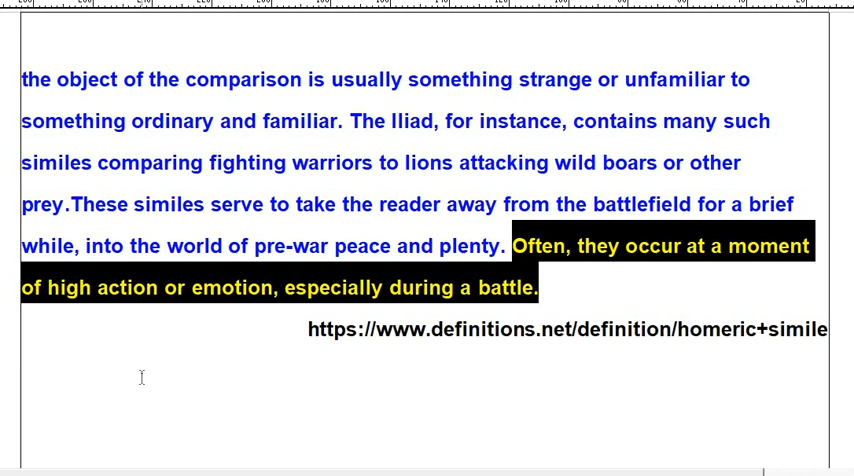 the object of the comparison is usually something strange or unfamiliar to
something ordinary and familiar. The Iliad, for instance, contains many such
similes comparing fighting warriors to lions attacking wild boars or other
prey.These similes serve to take the reader away from the battlefield for a brief
while, into the world of pre-war peace and plenty. Often, they occur at a moment
of high action or emotion, especially during a battle.
https://www.definitions.net/definition/homeric+simile